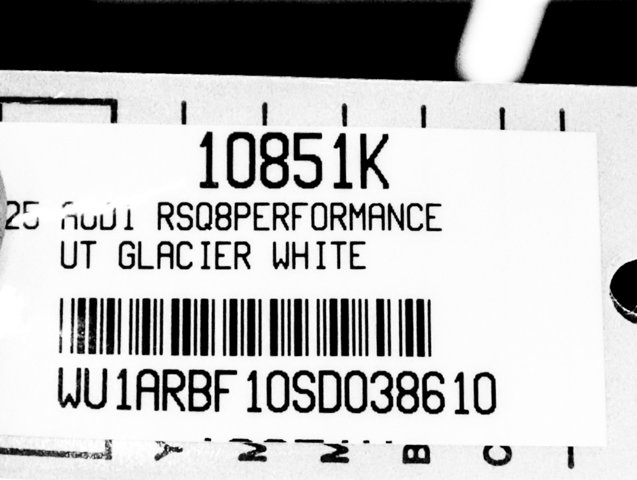 10851K
25 AUDI RSQ8PERFORMANCE
UT GLACIER WHITE
WU1ARBF10SD038610
B